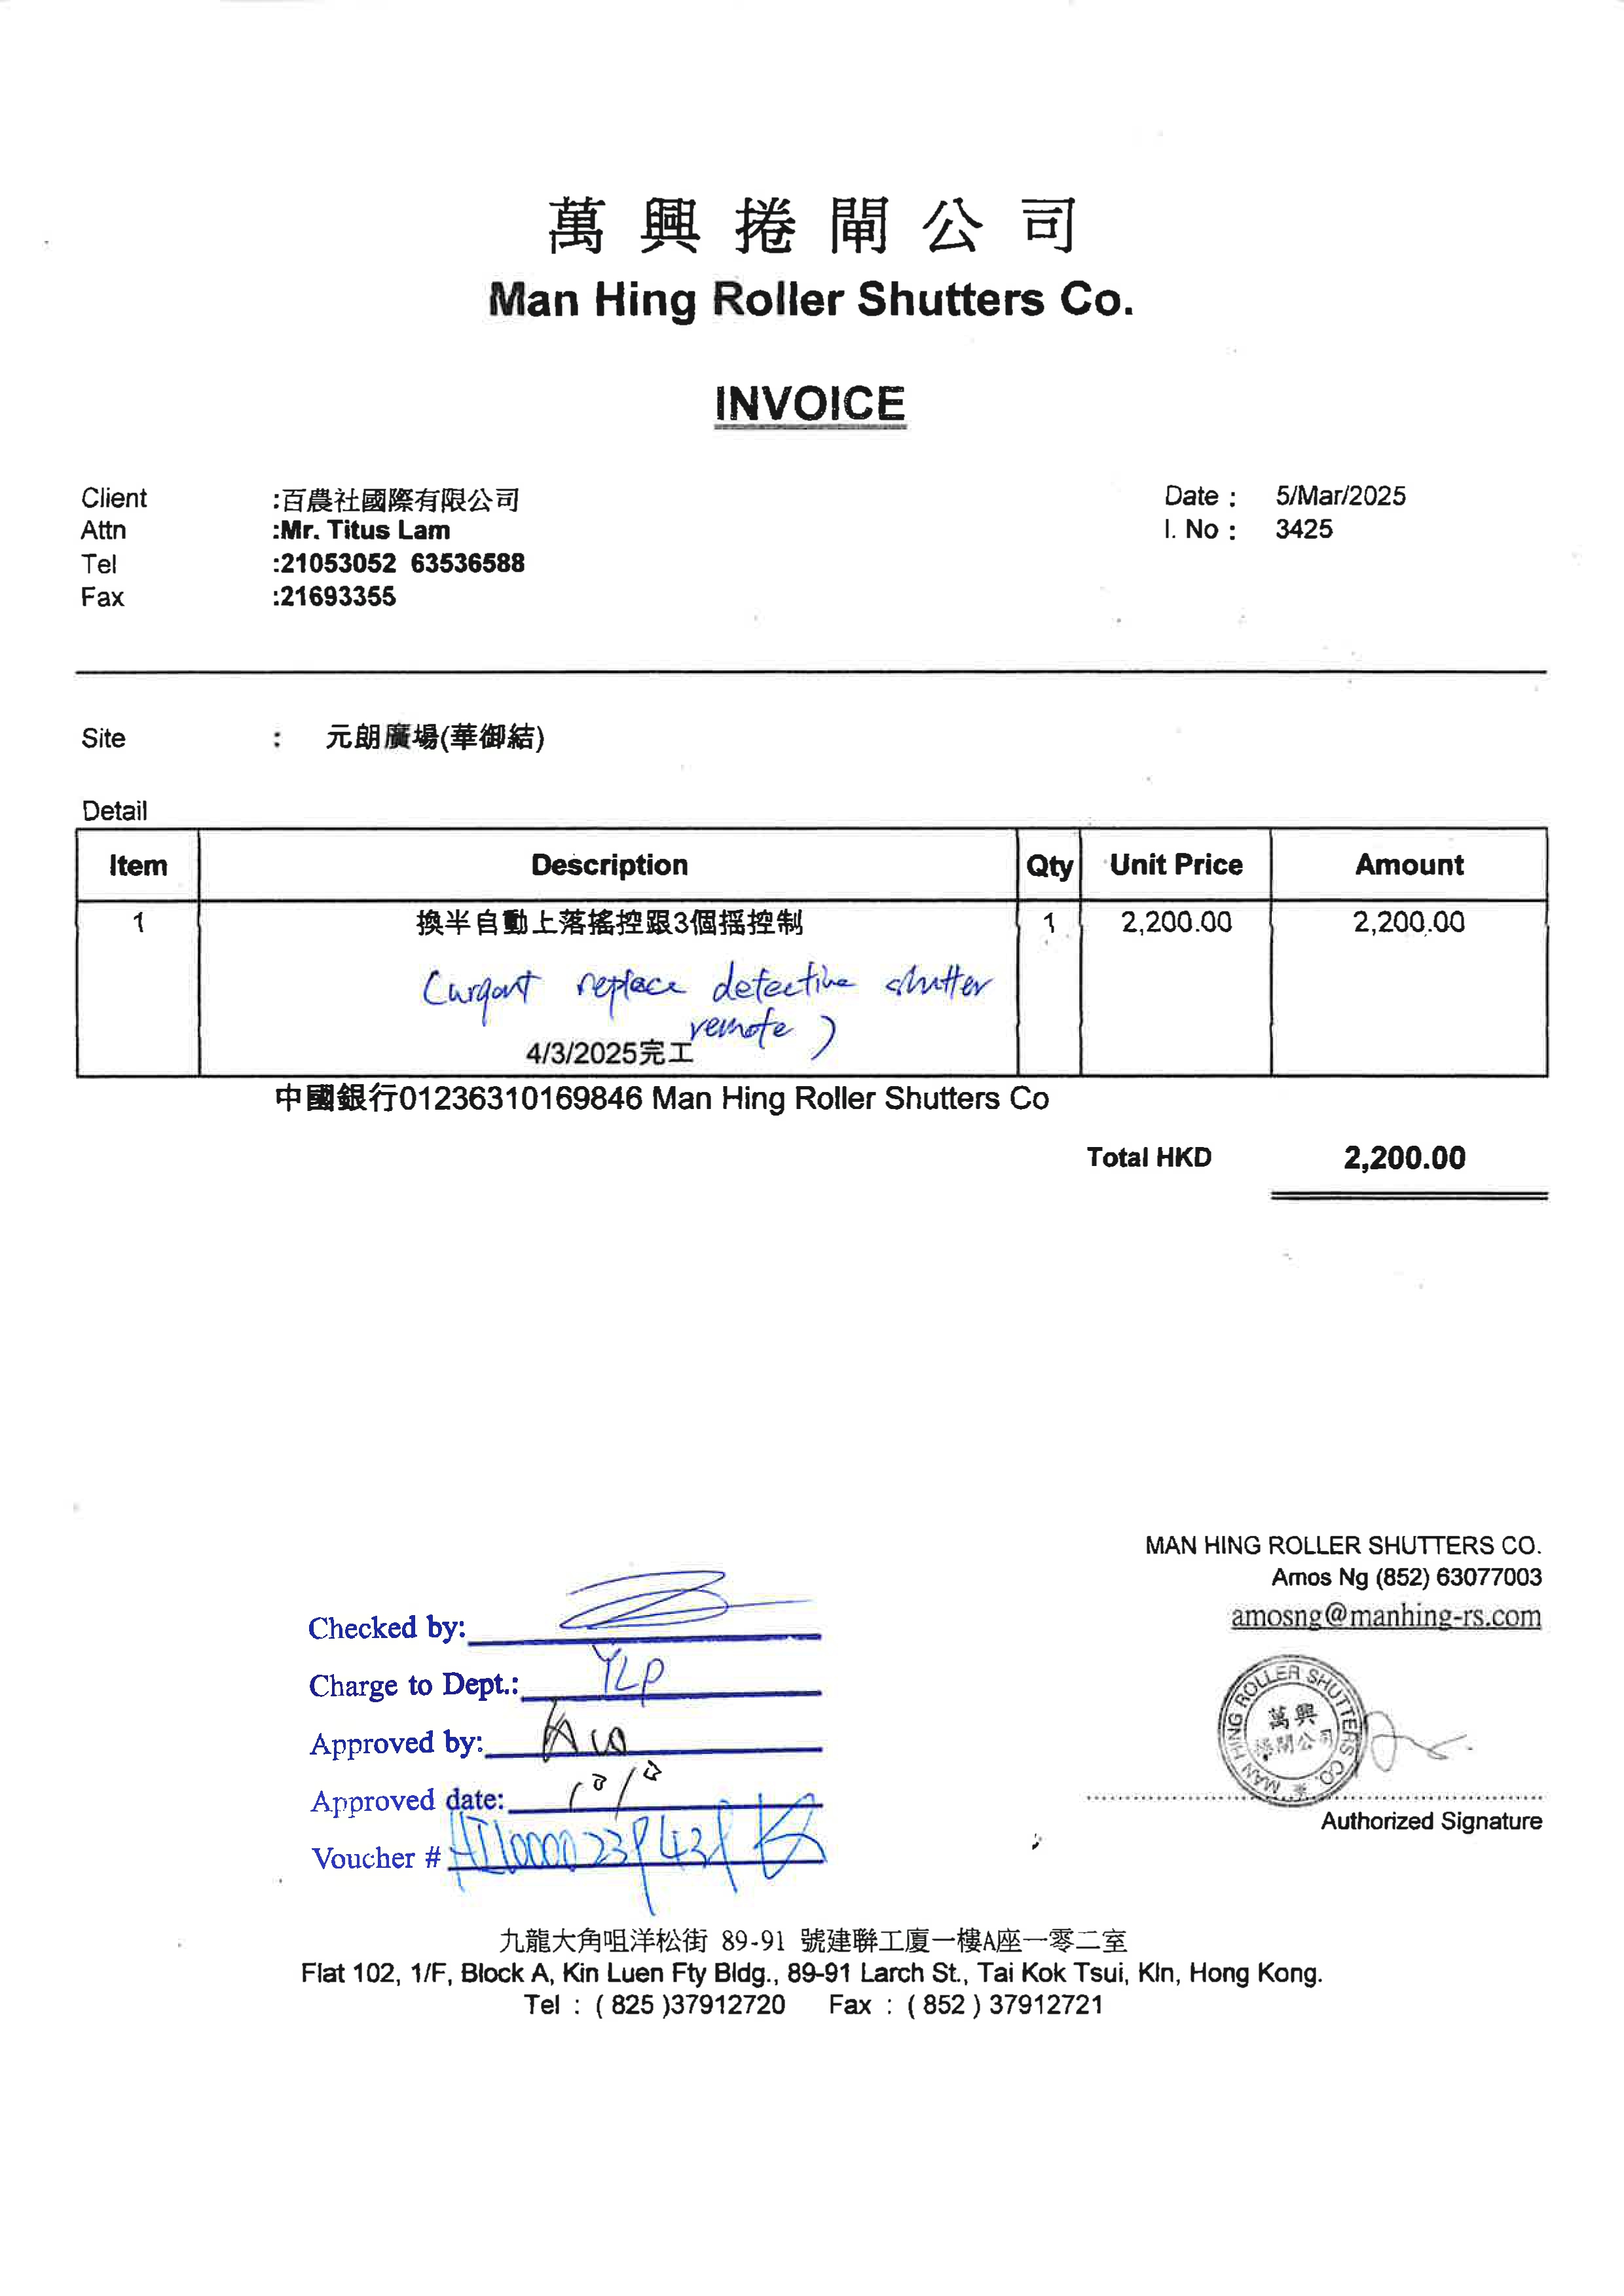 萬興捲閘公司
Man Hing Roller Shutters Co.
INVOICE
Client :百農社國際有限公司
Date : 5/Mar/2025
Attn :Mr. Titus Lam
I. No : 3425
Tel :21053052 63536588
Fax :21693355
Site : 元朗廣場(華御結)
Detail
Item Description Qty Unit Price Amount
1 換半自動上落搖控跟3個揺控制 1 2,200.00 2,200.00
replace defective shutter
remote )
4/3/2025完工
中國銀行01236310169846 Man Hing Roller Shutters Co
Total HKD 2,200.00
MAN HING ROLLER SHUTTERS CO.
Amos Ng (852) 63077003
amosng@manhing-rs.com
Checked by:
Charge to Dept.: YLP
Approved by:
Approved date:
Voucher #
MAN HING ROLLER SHUTTERS CO.
萬興
捲閘公司
Authorized Signature
九龍大角咀洋松街 89-91 號建聯工廈一樓A座一零二室
Flat 102, 1/F, Block A, Kin Luen Fty Bldg., 89-91 Larch St., Tai Kok Tsui, Kln, Hong Kong.
Tel : ( 825 )37912720 Fax : ( 852 ) 37912721